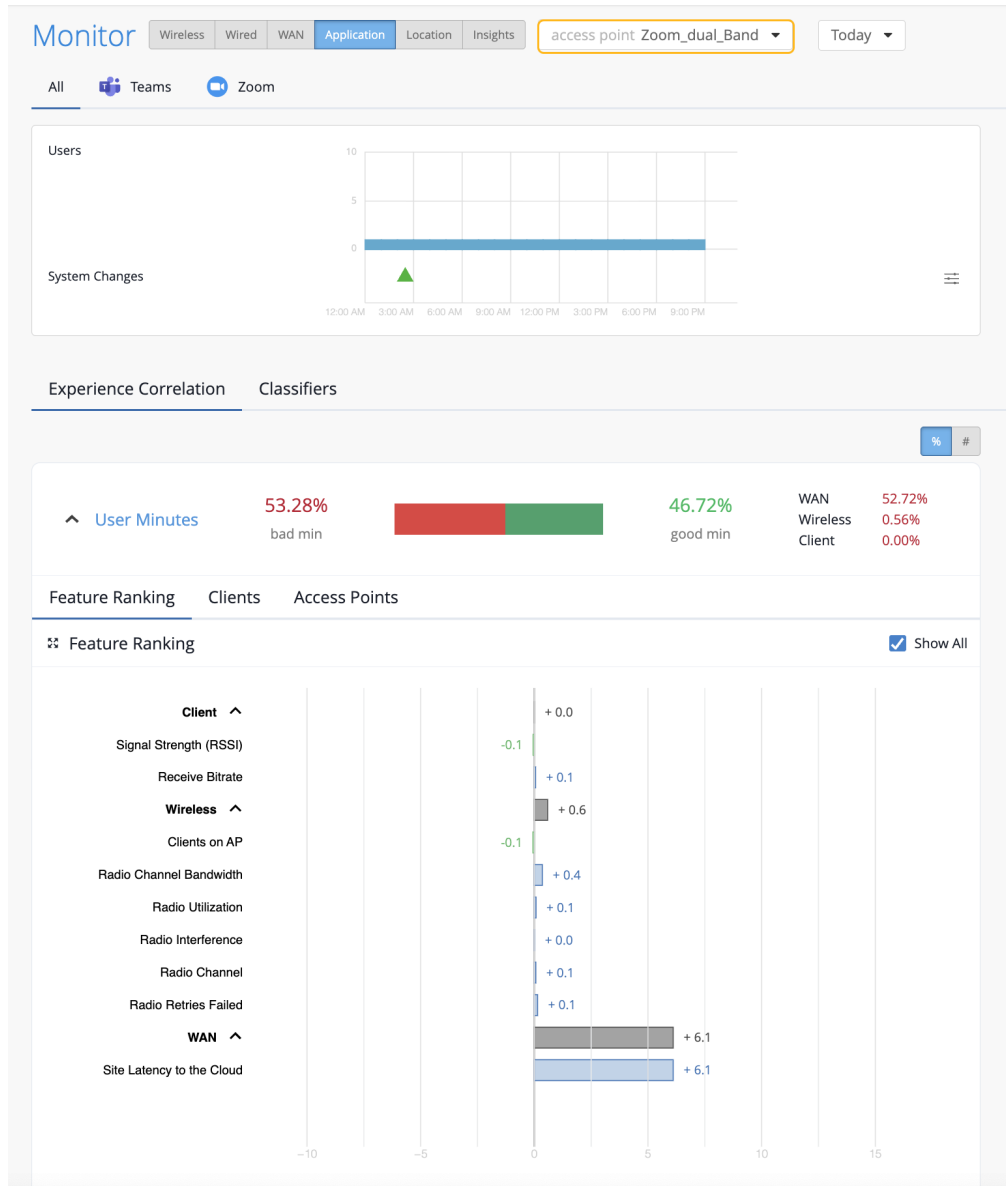 Monitor Wireless Wired WAN Application Location Insights access point Zoom_dual_Band Today
All Teams Zoom
Users
10
5
0
System Changes
12:00 AM 3:00 AM 6:00 AM 9:00 AM 12:00 PM 3:00 PM 6:00 PM 9:00 PM
Experience Correlation Classifiers
% #
User Minutes
53.28%
bad min
46.72%
good min
WAN 52.72%
Wireless 0.56%
Client 0.00%
Feature Ranking Clients Access Points
Feature Ranking Show All
Client + 0.0
Signal Strength (RSSI) -0.1
Receive Bitrate + 0.1
Wireless + 0.6
Clients on AP -0.1
Radio Channel Bandwidth + 0.4
Radio Utilization + 0.1
Radio Interference + 0.0
Radio Channel + 0.1
Radio Retries Failed + 0.1
WAN + 6.1
Site Latency to the Cloud + 6.1
−10 −5 0 5 10 15